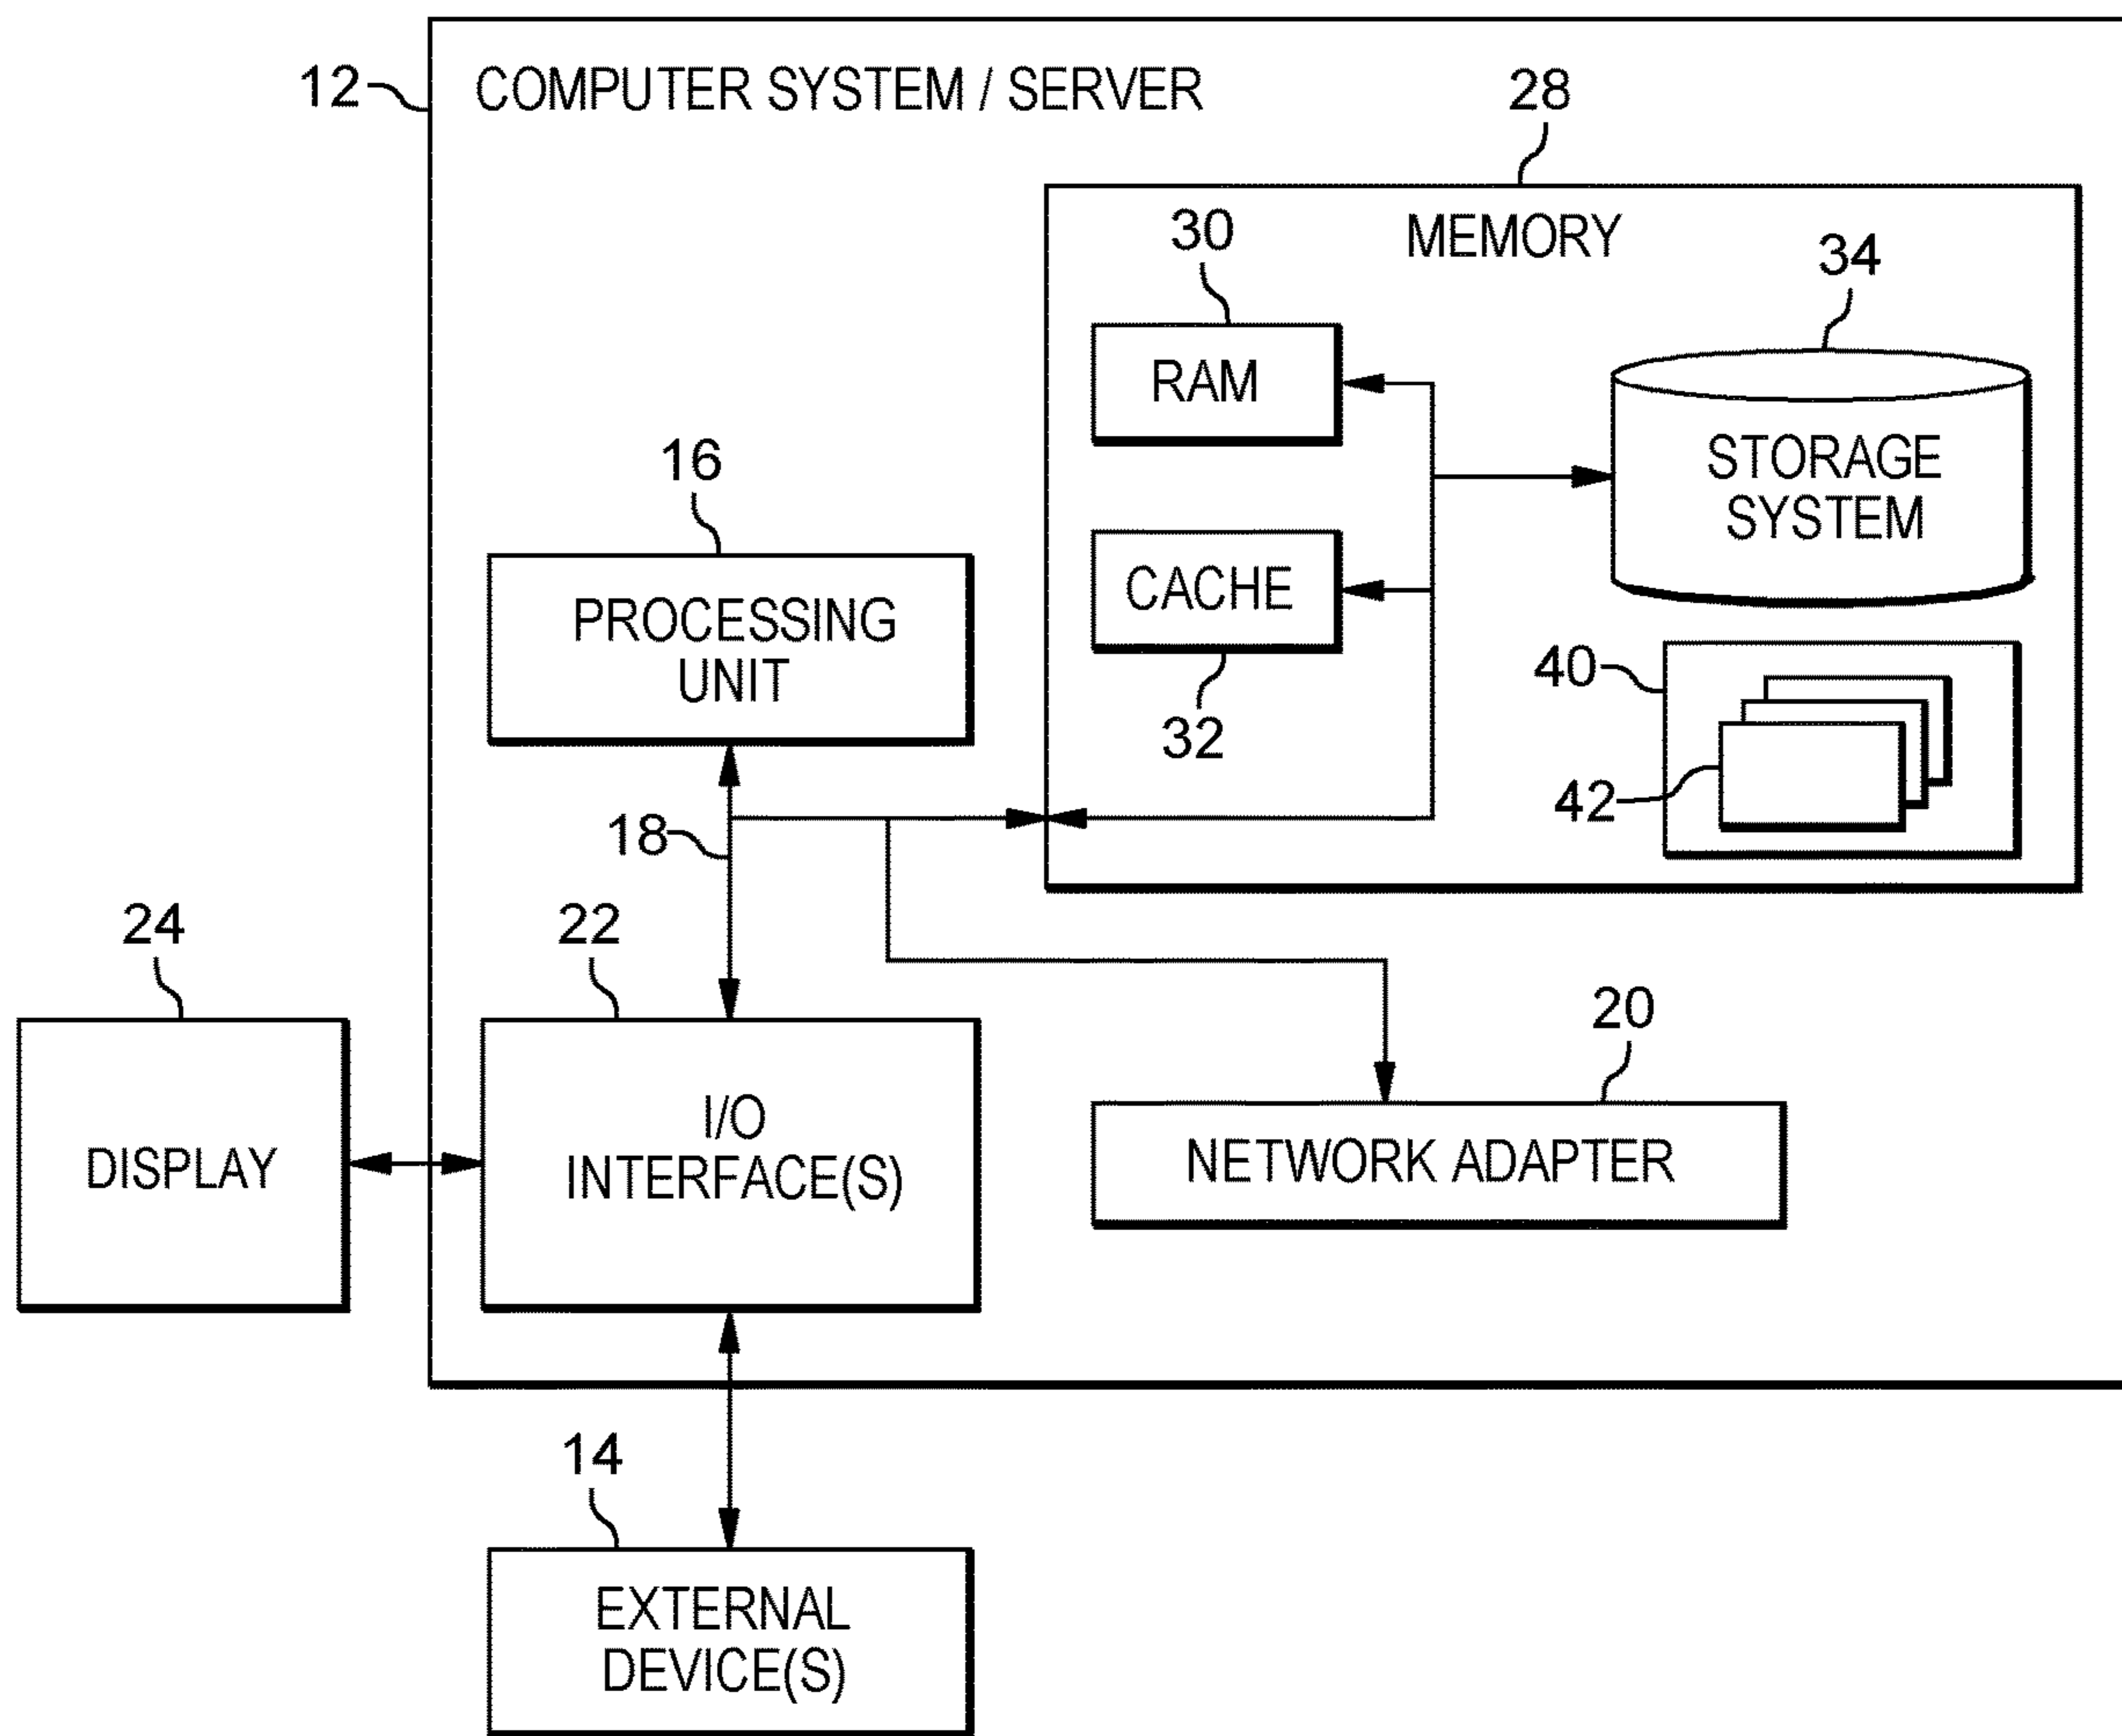 12
COMPUTER SYSTEM / SERVER
28
MEMORY
30
34
RAM
STORAGE
SYSTEM
16
CACHE
PROCESSING
UNIT
32
40
42
18
24
22
20
DISPLAY
I/O
INTERFACE(S)
NETWORK ADAPTER
14
EXTERNAL
DEVICE(S)